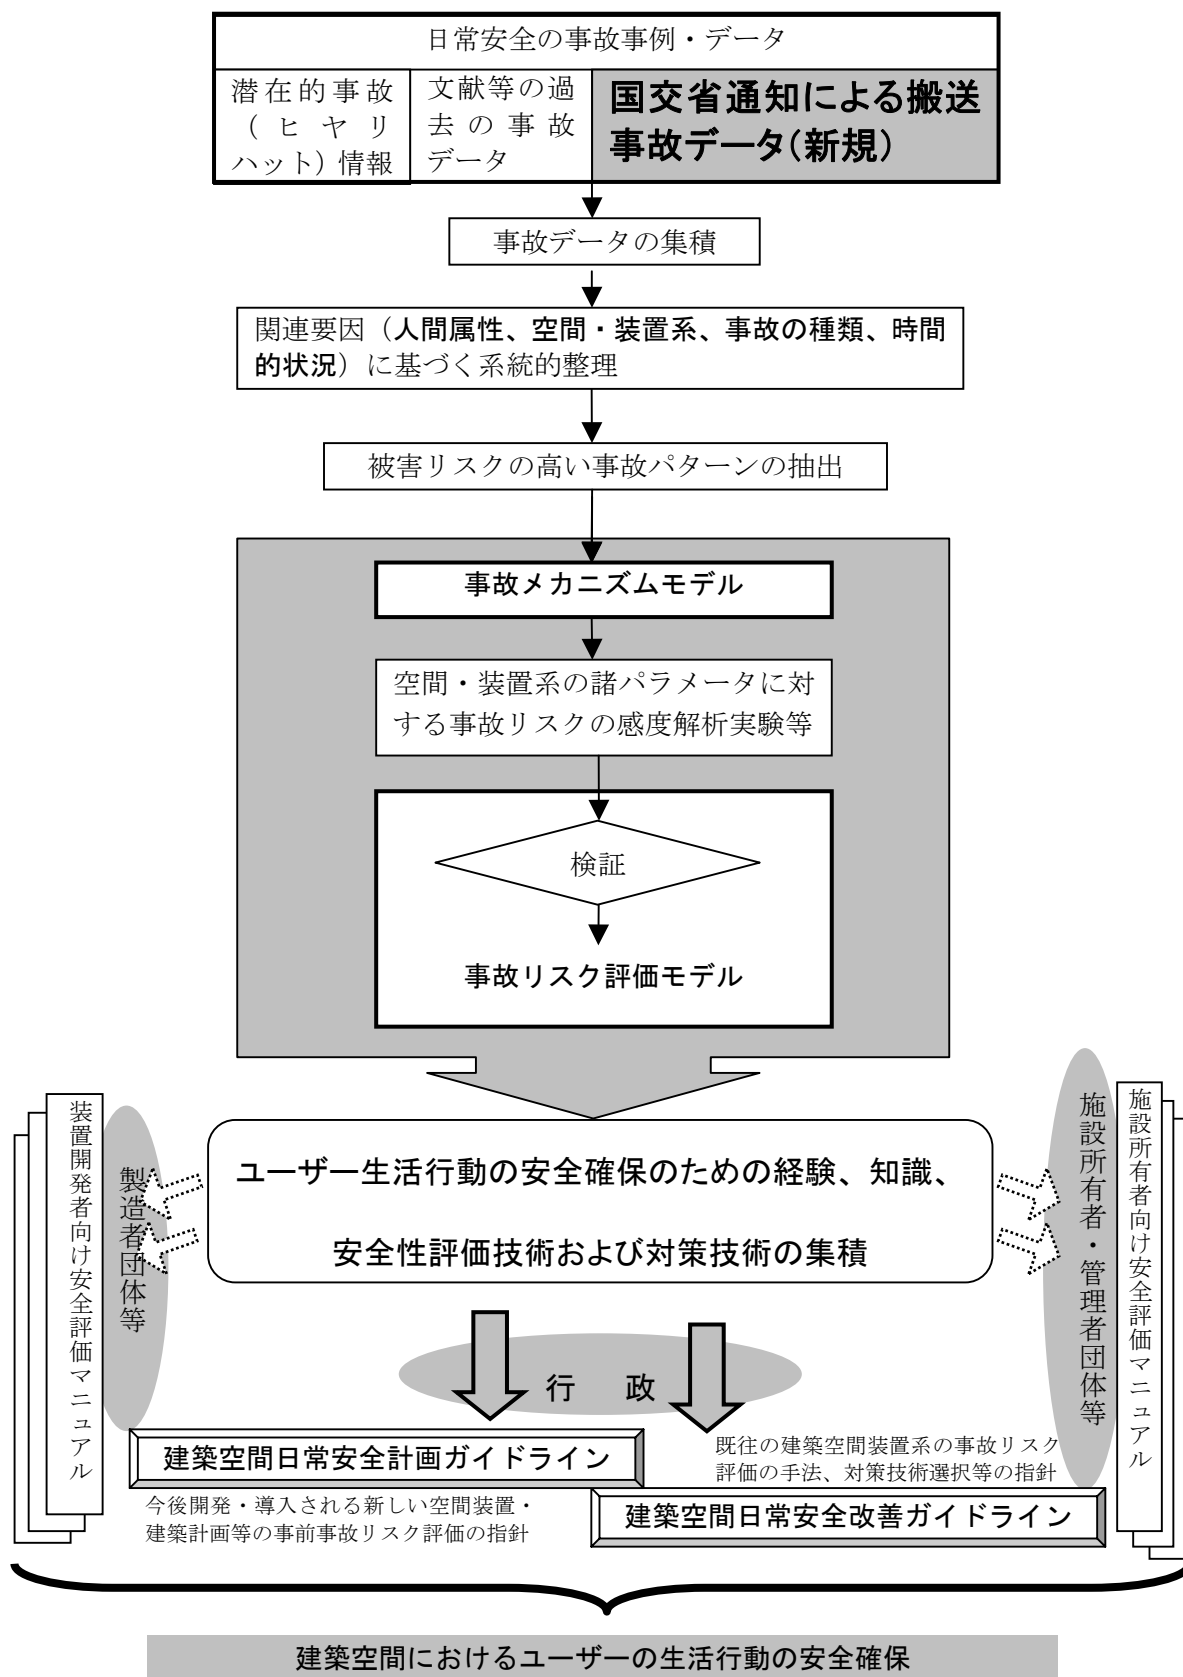 日常安全の事故事例・データ
潜在的事故
（ヒヤリ
ハット）情報
文献等の過
去の事故
データ
国交省通知による搬送
事故データ（新規）
事故データの集積
関連要因（人間属性、空間・装置系、事故の種類、時間
的状況）に基づく系統的整理
被害リスクの高い事故パターンの抽出
事故メカニズムモデル
空間・装置系の諸パラメータに対
する事故リスクの感度解析実験等
検証
事故リスク評価モデル
装置開発者向け安全評価マニュアル
製造者団体等
ユーザー生活行動の安全確保のための経験、知識、
安全性評価技術および対策技術の集積
施設所有者・管理者団体等
施設所有者向け安全評価マニュアル
行　政
建築空間日常安全計画ガイドライン
今後開発・導入される新しい空間装置・
建築計画等の事前事故リスク評価の指針
既往の建築空間装置系の事故リスク
評価の手法、対策技術選択等の指針
建築空間日常安全改善ガイドライン
建築空間におけるユーザーの生活行動の安全確保